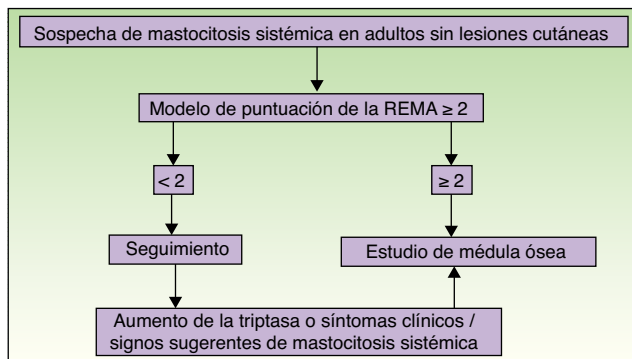 Sospecha de mastocitosis sistémica en adultos sin lesiones cutáneas
Modelo de puntuación de la REMA ≥ 2
< 2
≥ 2
Seguimiento
Estudio de médula ósea
Aumento de la triptasa o síntomas clínicos /
signos sugerentes de mastocitosis sistémica